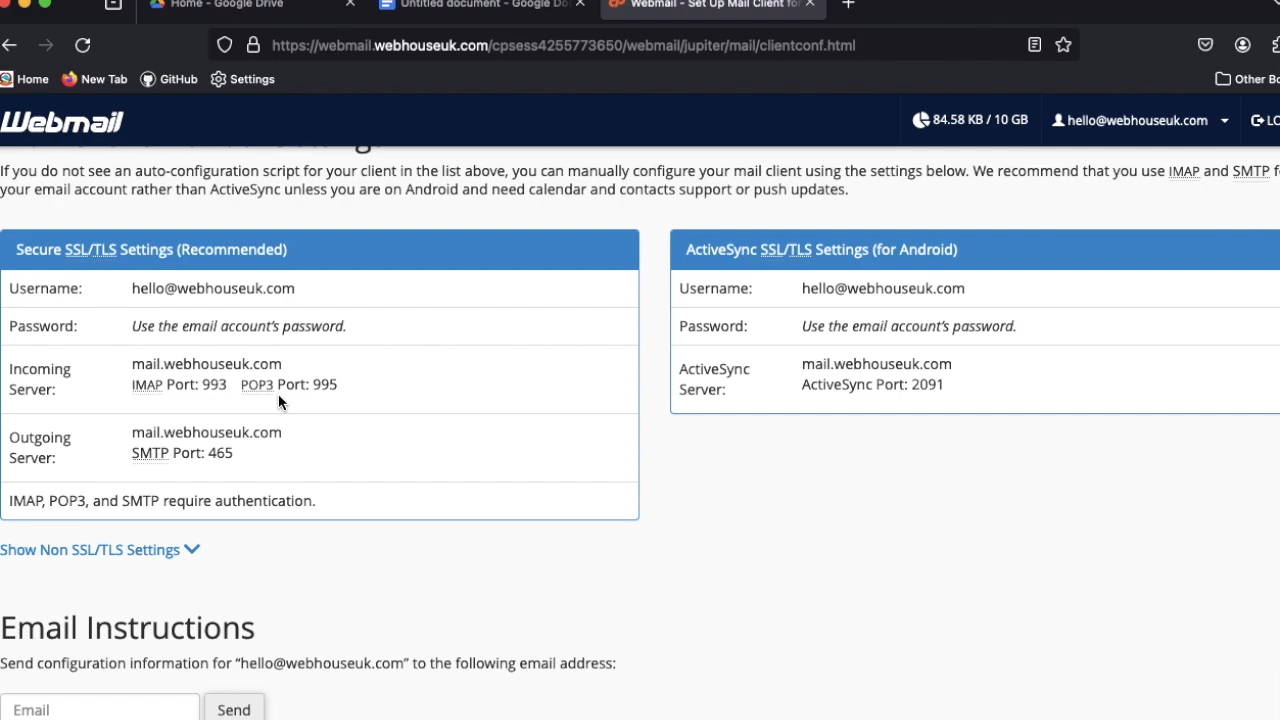 Home - Google Drive
Untitled document - Google Do
Webmail - Set Up Mail Client for
https://webmail.webhouseuk.com/cpsess4255773650/webmail/jupiter/mail/clientconf.html
Home
New Tab
GitHub
Settings
Other Bo
Webmail
84.58 KB / 10 GB
hello@webhouseuk.com
LO
If you do not see an auto-configuration script for your client in the list above, you can manually configure your mail client using the settings below. We recommend that you use IMAP and SMTP f
your email account rather than ActiveSync unless you are on Android and need calendar and contacts support or push updates.
Secure SSL/TLS Settings (Recommended)
Username: hello@webhouseuk.com
Password: Use the email account's password.
Incoming Server:
mail.webhouseuk.com
IMAP Port: 993 POP3 Port: 995
Outgoing Server:
mail.webhouseuk.com
SMTP Port: 465
IMAP, POP3, and SMTP require authentication.
ActiveSync SSL/TLS Settings (for Android)
Username: hello@webhouseuk.com
Password: Use the email account's password.
ActiveSync Server:
mail.webhouseuk.com
ActiveSync Port: 2091
Show Non SSL/TLS Settings
Email Instructions
Send configuration information for “hello@webhouseuk.com” to the following email address:
Email
Send